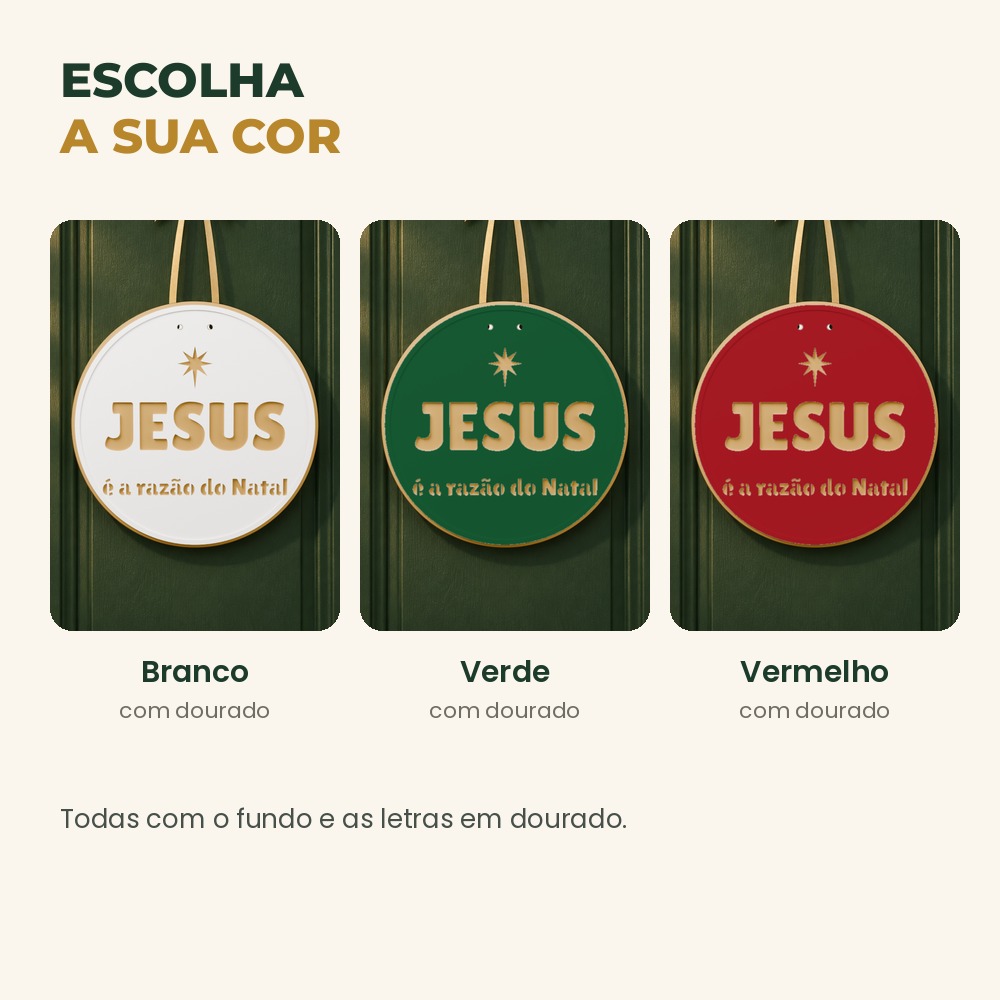 ESCOLHA
A SUA COR
JESUS
é a razão do Natal
JESUS
é a razão do Natal
JESUS
é a razão do Natal
Branco
com dourado
Verde
com dourado
Vermelho
com dourado
Todas com o fundo e as letras em dourado.